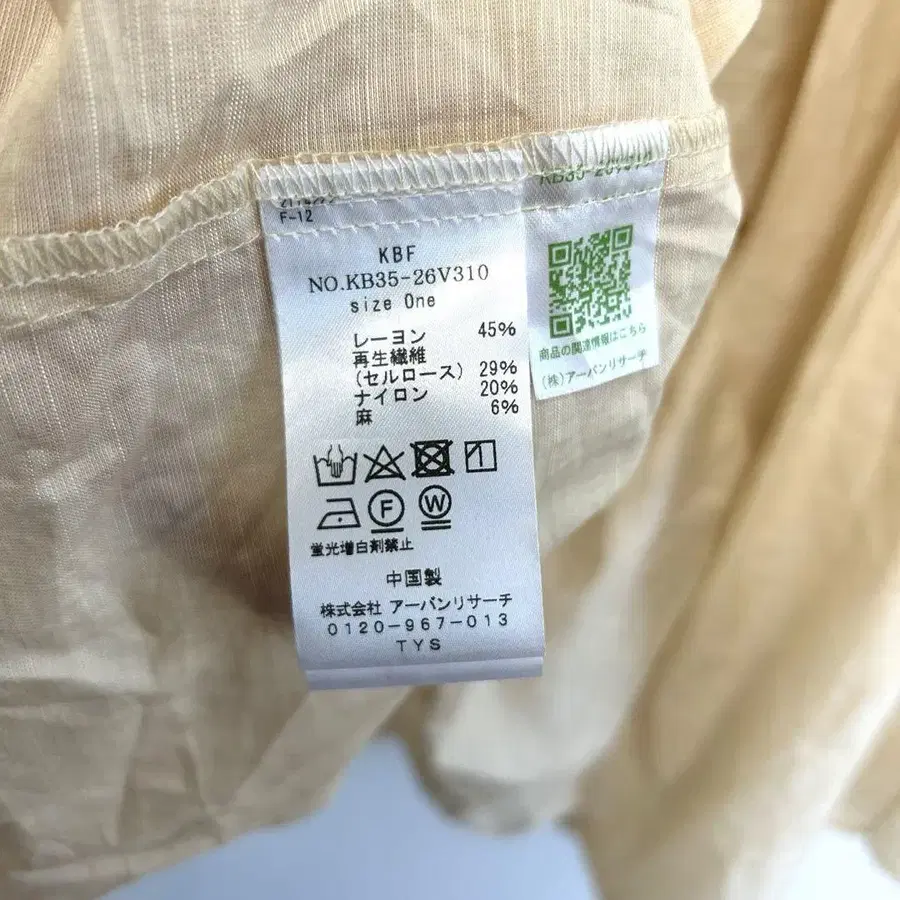 F-12
KBF
NO.KB35-26V310
size One
レーヨン 45%
再生繊維
(セルロース) 29%
ナイロン 20%
麻 6%
F W
蛍光増白剤禁止
中国製
株式会社 アーバンリサーチ
0120-967-013
TYS
KB35-26V310
商品の関連情報はこちら
(株)アーバンリサーチ